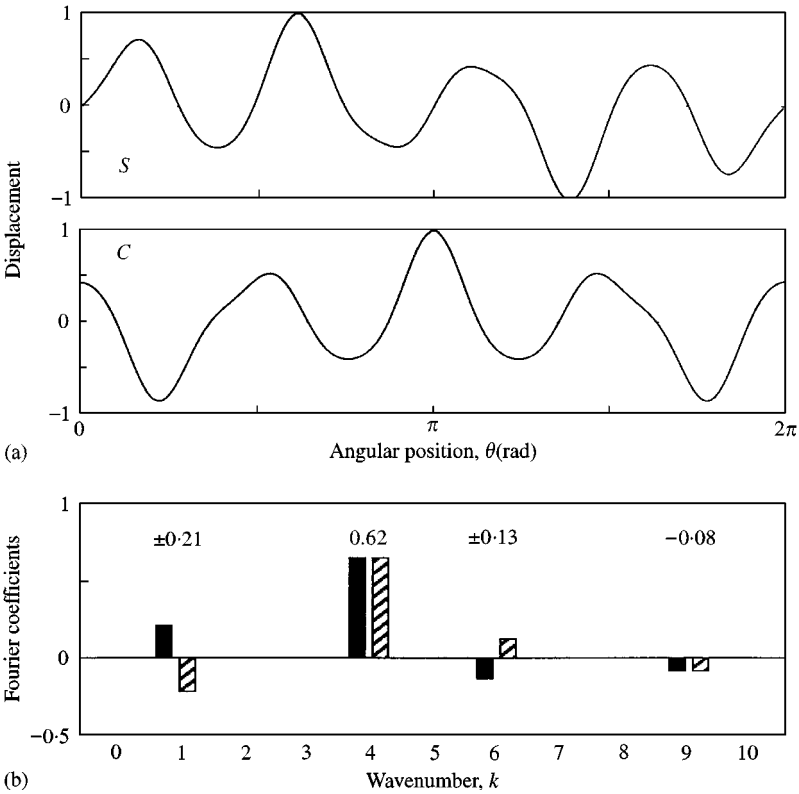 1
0
−1
S
1
0
−1
C
Displacement
0
π
2π
Angular position, θ(rad)
(a)
1
0
−0.5
±0·21
0.62
±0·13
−0·08
Fourier coefficients
0 1 2 3 4 5 6 7 8 9 10
Wavenumber, k
(b)